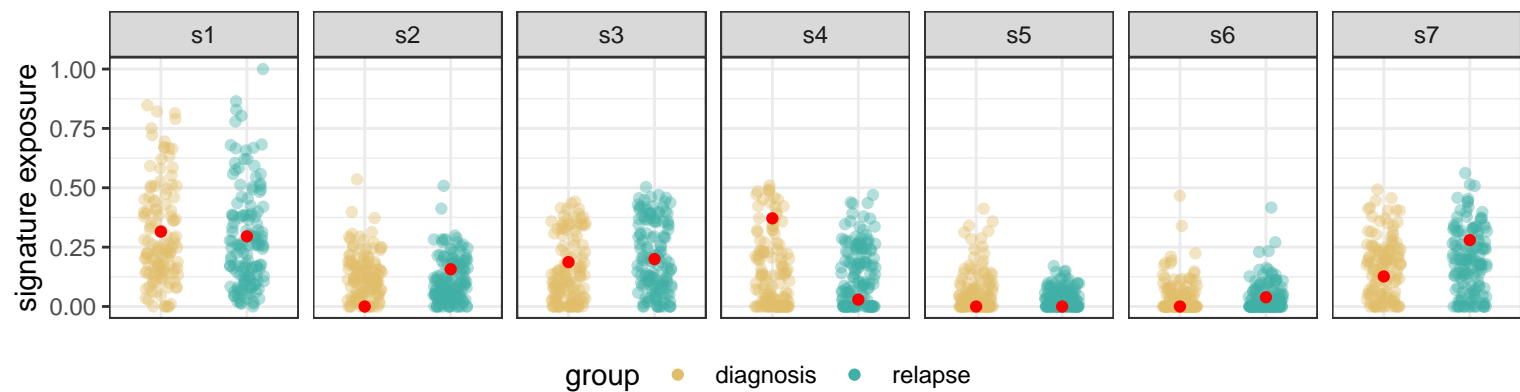 s1 s2 s3 s4 s5 s6 s7
signature exposure
1.00
0.75
0.50
0.25
0.00
group diagnosis relapse